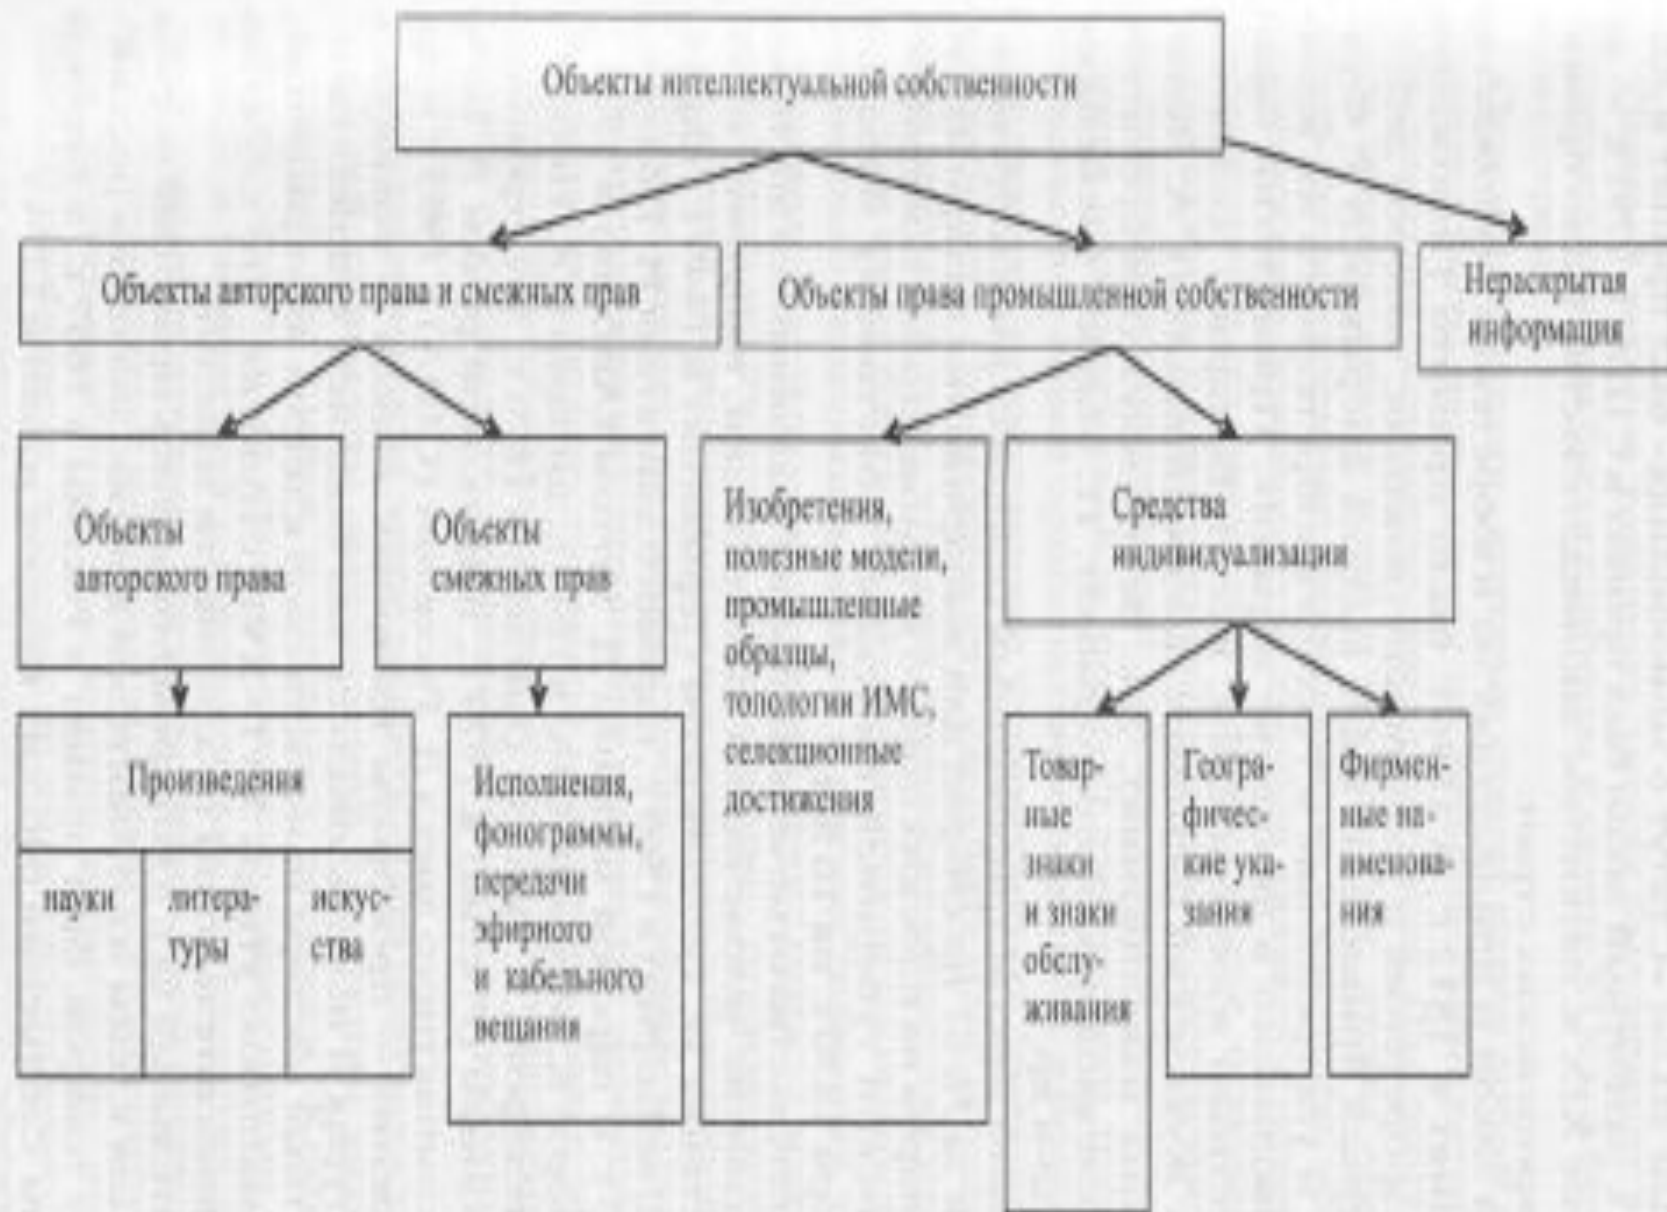 Объекты интеллектуальной собственности
Объекты авторского права и смежных прав
Объекты права промышленной собственности
Нераскрытая
информация
Объекты
авторского права
Объекты
смежных прав
Изобретения,
полезные модели,
промышленные
образцы,
топологии ИМС,
селекционные
достижения
Средства
индивидуализации
Произведения
науки
литера-
туры
искус-
ства
Исполнения,
фонограммы,
передачи
эфирного
и кабельного
вещания
Товар-
ные
знаки
и знаки
обслу-
живания
Геогра-
фичес-
кие ука-
зания
Фирмен-
ные на-
именова-
ния